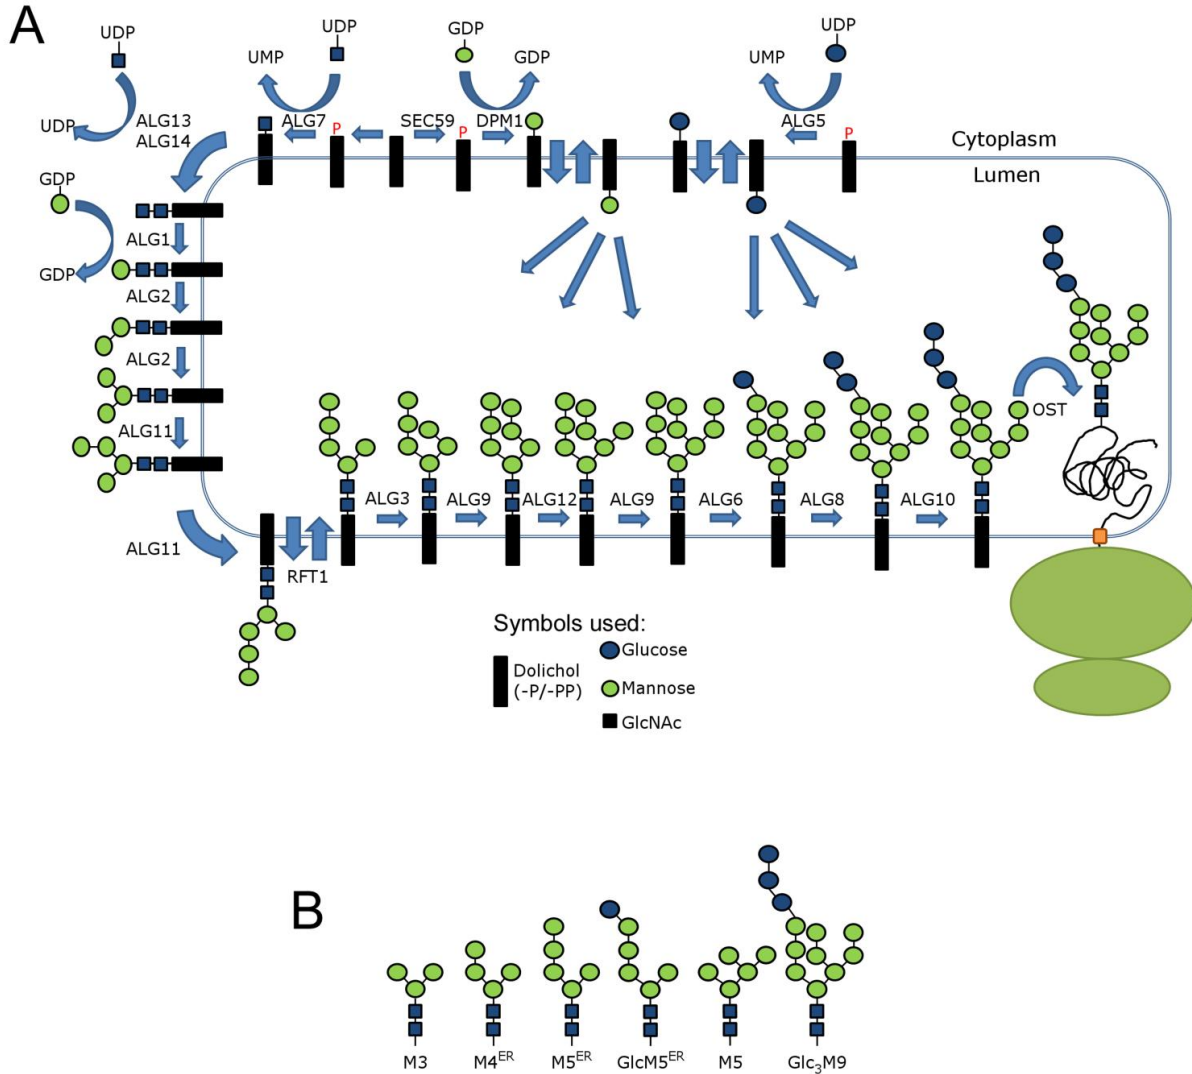 A
UDP
UDP
ALG13
ALG14
UMP
UDP
ALG7
P
SEC59
P
GDP
GDP
DPM1
UMP
UDP
ALG5
P
Cytoplasm
Lumen
GDP
GDP
ALG1
ALG2
ALG2
ALG11
ALG11
RFT1
ALG3
ALG9
ALG12
ALG9
ALG6
ALG8
ALG10
OST
Symbols used:
Dolichol
(-P/-PP)
Glucose
Mannose
GlcNAc
B
M3
M4ᴱᴿ
M5ᴱᴿ
GlcM5ᴱᴿ
M5
Glc₃M9